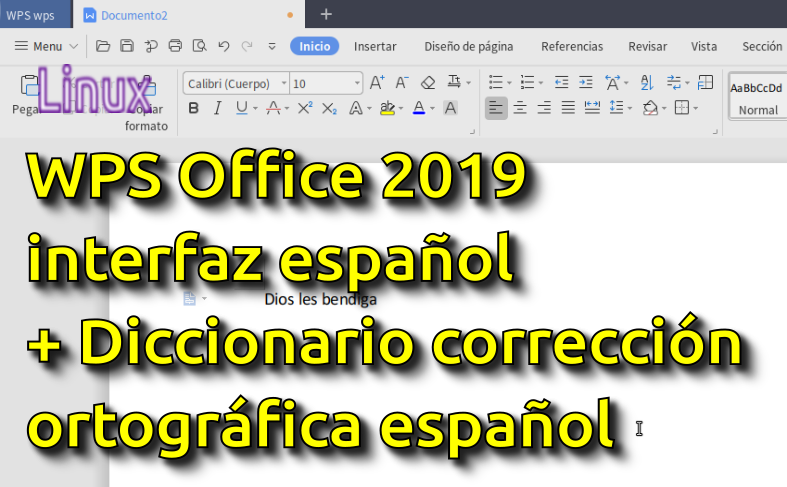 WPS wps Documento2
Menu Inicio Insertar Diseño de página Referencias Revisar Vista Sección
Linux
Calibri (Cuerpo) 10
AaBbCcDd
formato
Normal
WPS Office 2019
interfaz español
Dios les bendiga
+ Diccionario corrección
ortográfica español